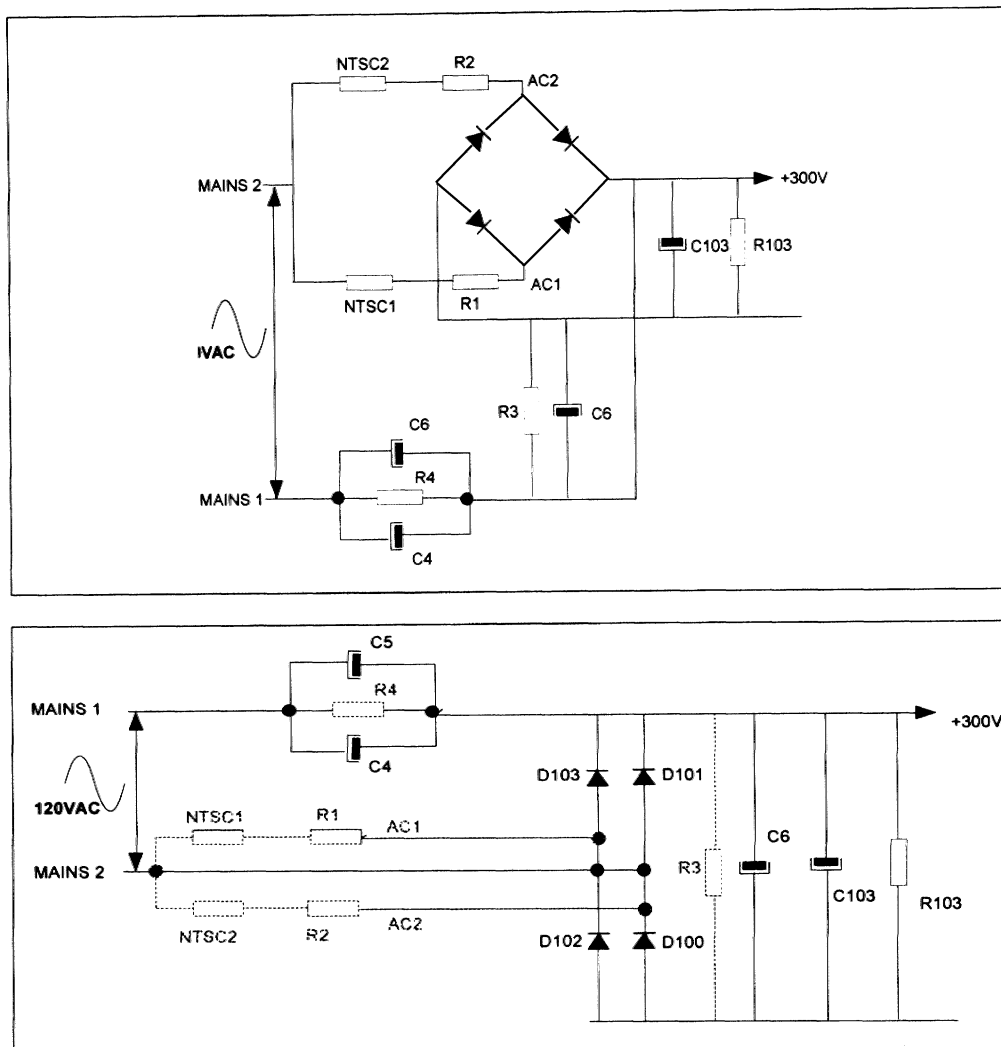 NTSC2
R2
AC2
MAINS 2
+300V
C103
R103
NTSC1
R1
AC1
IVAC
R3
C6
C6
R4
MAINS 1
C4
C5
MAINS 1
R4
+300V
C4
D103
D101
120VAC
NTSC1
R1
AC1
C6
MAINS 2
R3
C103
R103
NTSC2
R2
AC2
D102
D100